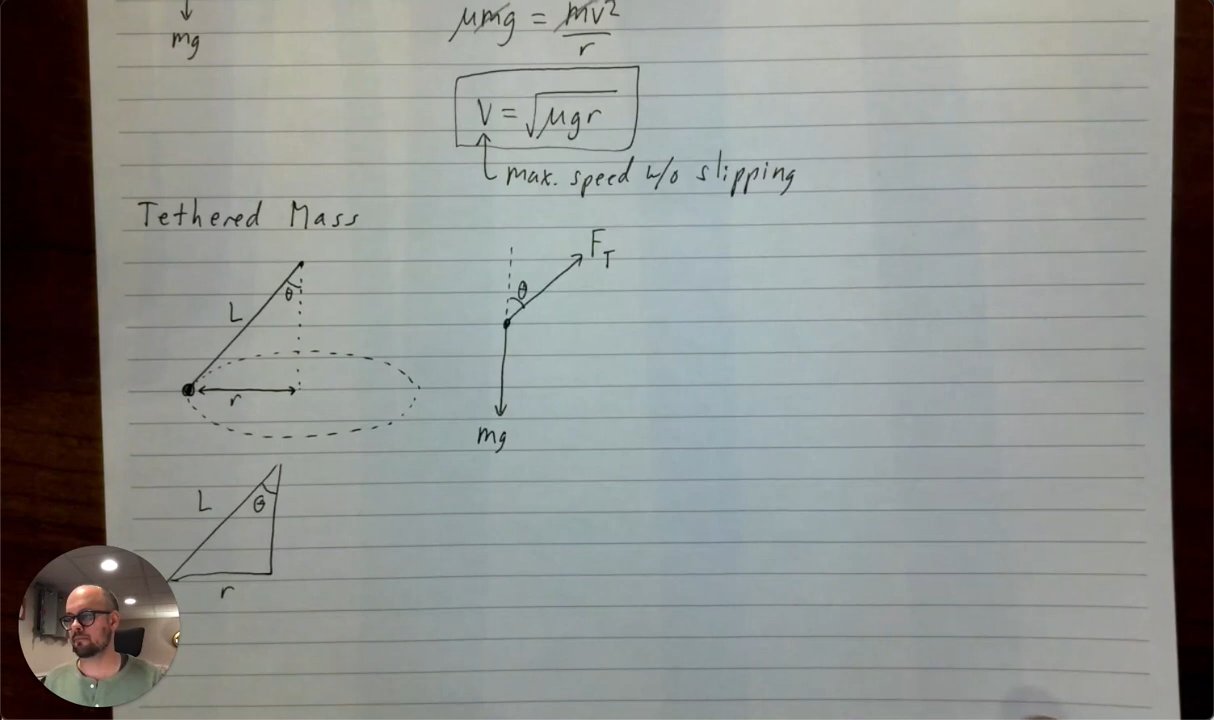 mg
μmg = mv²/r
V = √μgr
max. speed w/o slipping
Tethered Mass
θ
L
r
F_T
θ
mg
L
θ
r